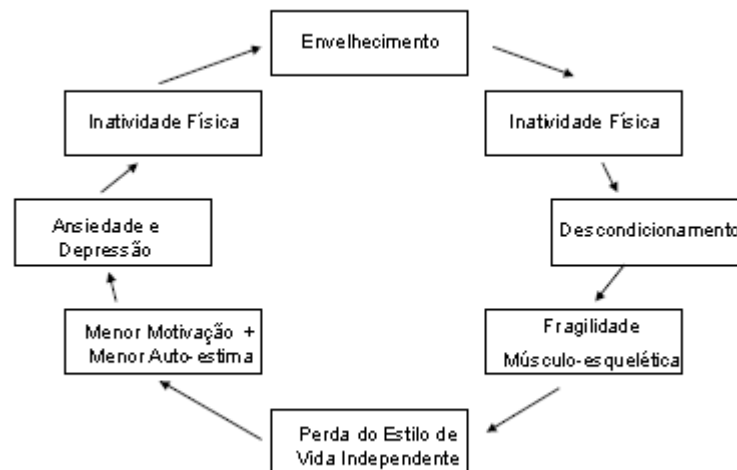 Envelhecimento
Inatividade Física
Inatividade Física
Ansiedade e
Depressão
Descondicionamento
Menor Motivação +
Menor Auto-estima
Fragilidade
Músculo-esquelética
Perda do Estilo de
Vida Independente